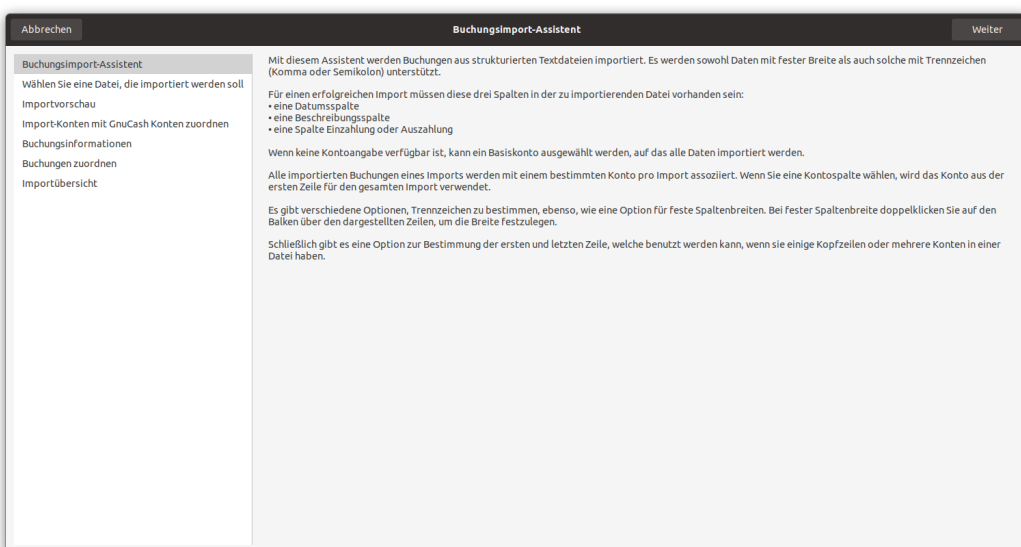 Abbrechen
Buchungsimport-Assistent
Weiter
Buchungsimport-Assistent
Wählen Sie eine Datei, die importiert werden soll
Importvorschau
Import-Konten mit GnuCash Konten zuordnen
Buchungsinformationen
Buchungen zuordnen
Importübersicht
Mit diesem Assistent werden Buchungen aus strukturierten Textdateien importiert. Es werden sowohl Daten mit fester Breite als auch solche mit Trennzeichen
(Komma oder Semikolon) unterstützt.
Für einen erfolgreichen Import müssen diese drei Spalten in der zu importierenden Datei vorhanden sein:
• eine Datumsspalte
• eine Beschreibungsspalte
• eine Spalte Einzahlung oder Auszahlung
Wenn keine Kontoangabe verfügbar ist, kann ein Basiskonto ausgewählt werden, auf das alle Daten importiert werden.
Alle importierten Buchungen eines Imports werden mit einem bestimmten Konto pro Import assoziiert. Wenn Sie eine Kontospalte wählen, wird das Konto aus der
ersten Zeile für den gesamten Import verwendet.
Es gibt verschiedene Optionen, Trennzeichen zu bestimmen, ebenso, wie eine Option für feste Spaltenbreiten. Bei fester Spaltenbreite doppelklicken Sie auf den
Balken über den dargestellten Zeilen, um die Breite festzulegen.
Schließlich gibt es eine Option zur Bestimmung der ersten und letzten Zeile, welche benutzt werden kann, wenn sie einige Kopfzeilen oder mehrere Konten in einer
Datei haben.